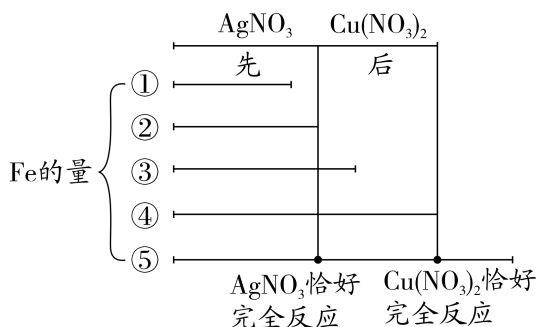 AgNO₃ Cu(NO₃)₂
先 后
①
②
Fe的量
③
④
⑤
AgNO₃恰好
完全反应
Cu(NO₃)₂恰好
完全反应